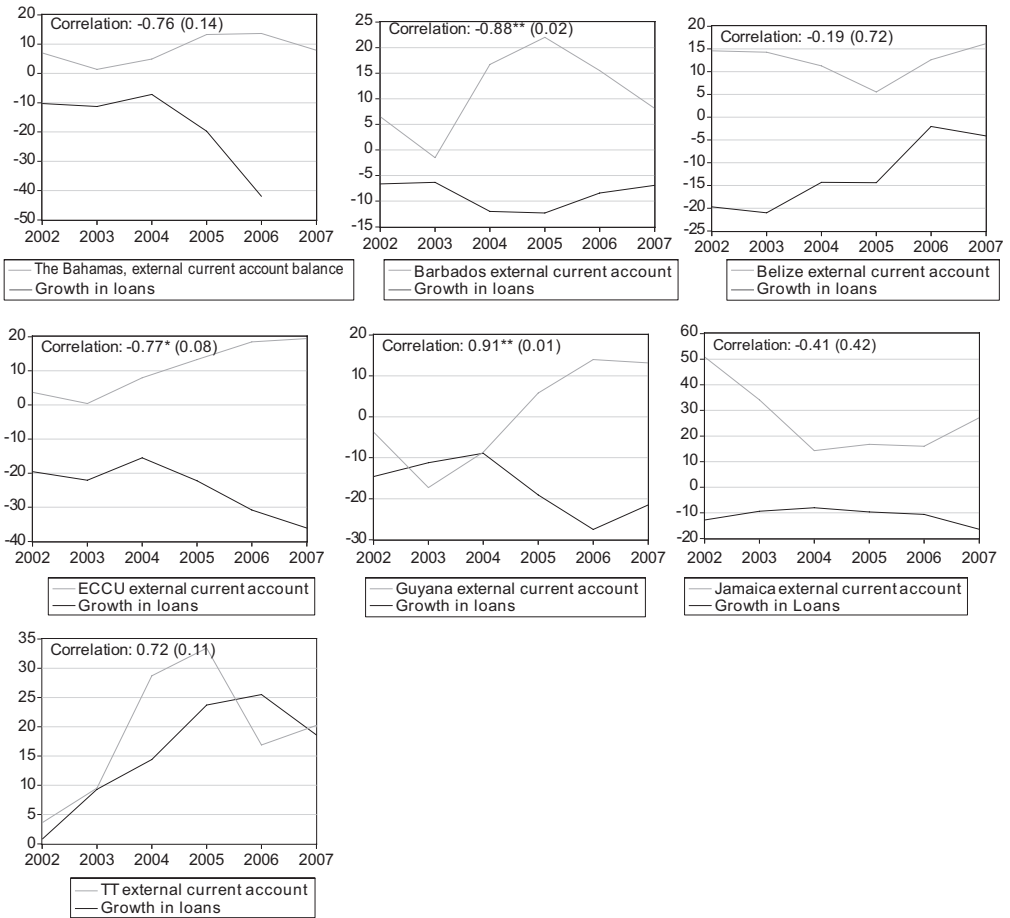 Correlation: -0.76 (0.14)
20
10
0
-10
-20
-30
-40
-50
2002 2003 2004 2005 2006 2007
The Bahamas, external current account balance
Growth in loans
Correlation: -0.88** (0.02)
25
20
15
10
5
0
-5
-10
-15
2002 2003 2004 2005 2006 2007
Barbados external current account
Growth in loans
Correlation: -0.19 (0.72)
20
15
10
5
0
-5
-10
-15
-20
-25
2002 2003 2004 2005 2006 2007
Belize external current account
Growth in loans
Correlation: -0.77* (0.08)
20
10
0
-10
-20
-30
-40
2002 2003 2004 2005 2006 2007
ECCU external current account
Growth in loans
Correlation: 0.91** (0.01)
20
10
0
-10
-20
-30
2002 2003 2004 2005 2006 2007
Guyana external current account
Growth in loans
Correlation: -0.41 (0.42)
60
50
40
30
20
10
0
-10
-20
2002 2003 2004 2005 2006 2007
Jamaica external current account
Growth in Loans
Correlation: 0.72 (0.11)
35
30
25
20
15
10
5
0
2002 2003 2004 2005 2006 2007
TT external current account
Growth in loans